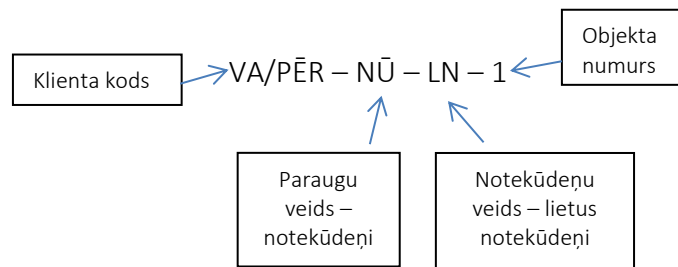 Objekta
numurs
Klienta kods
VA/PĒR – NŪ – LN – 1
Paraugu
veids –
notekūdeņi
Notekūdeņu
veids – lietus
notekūdeņi